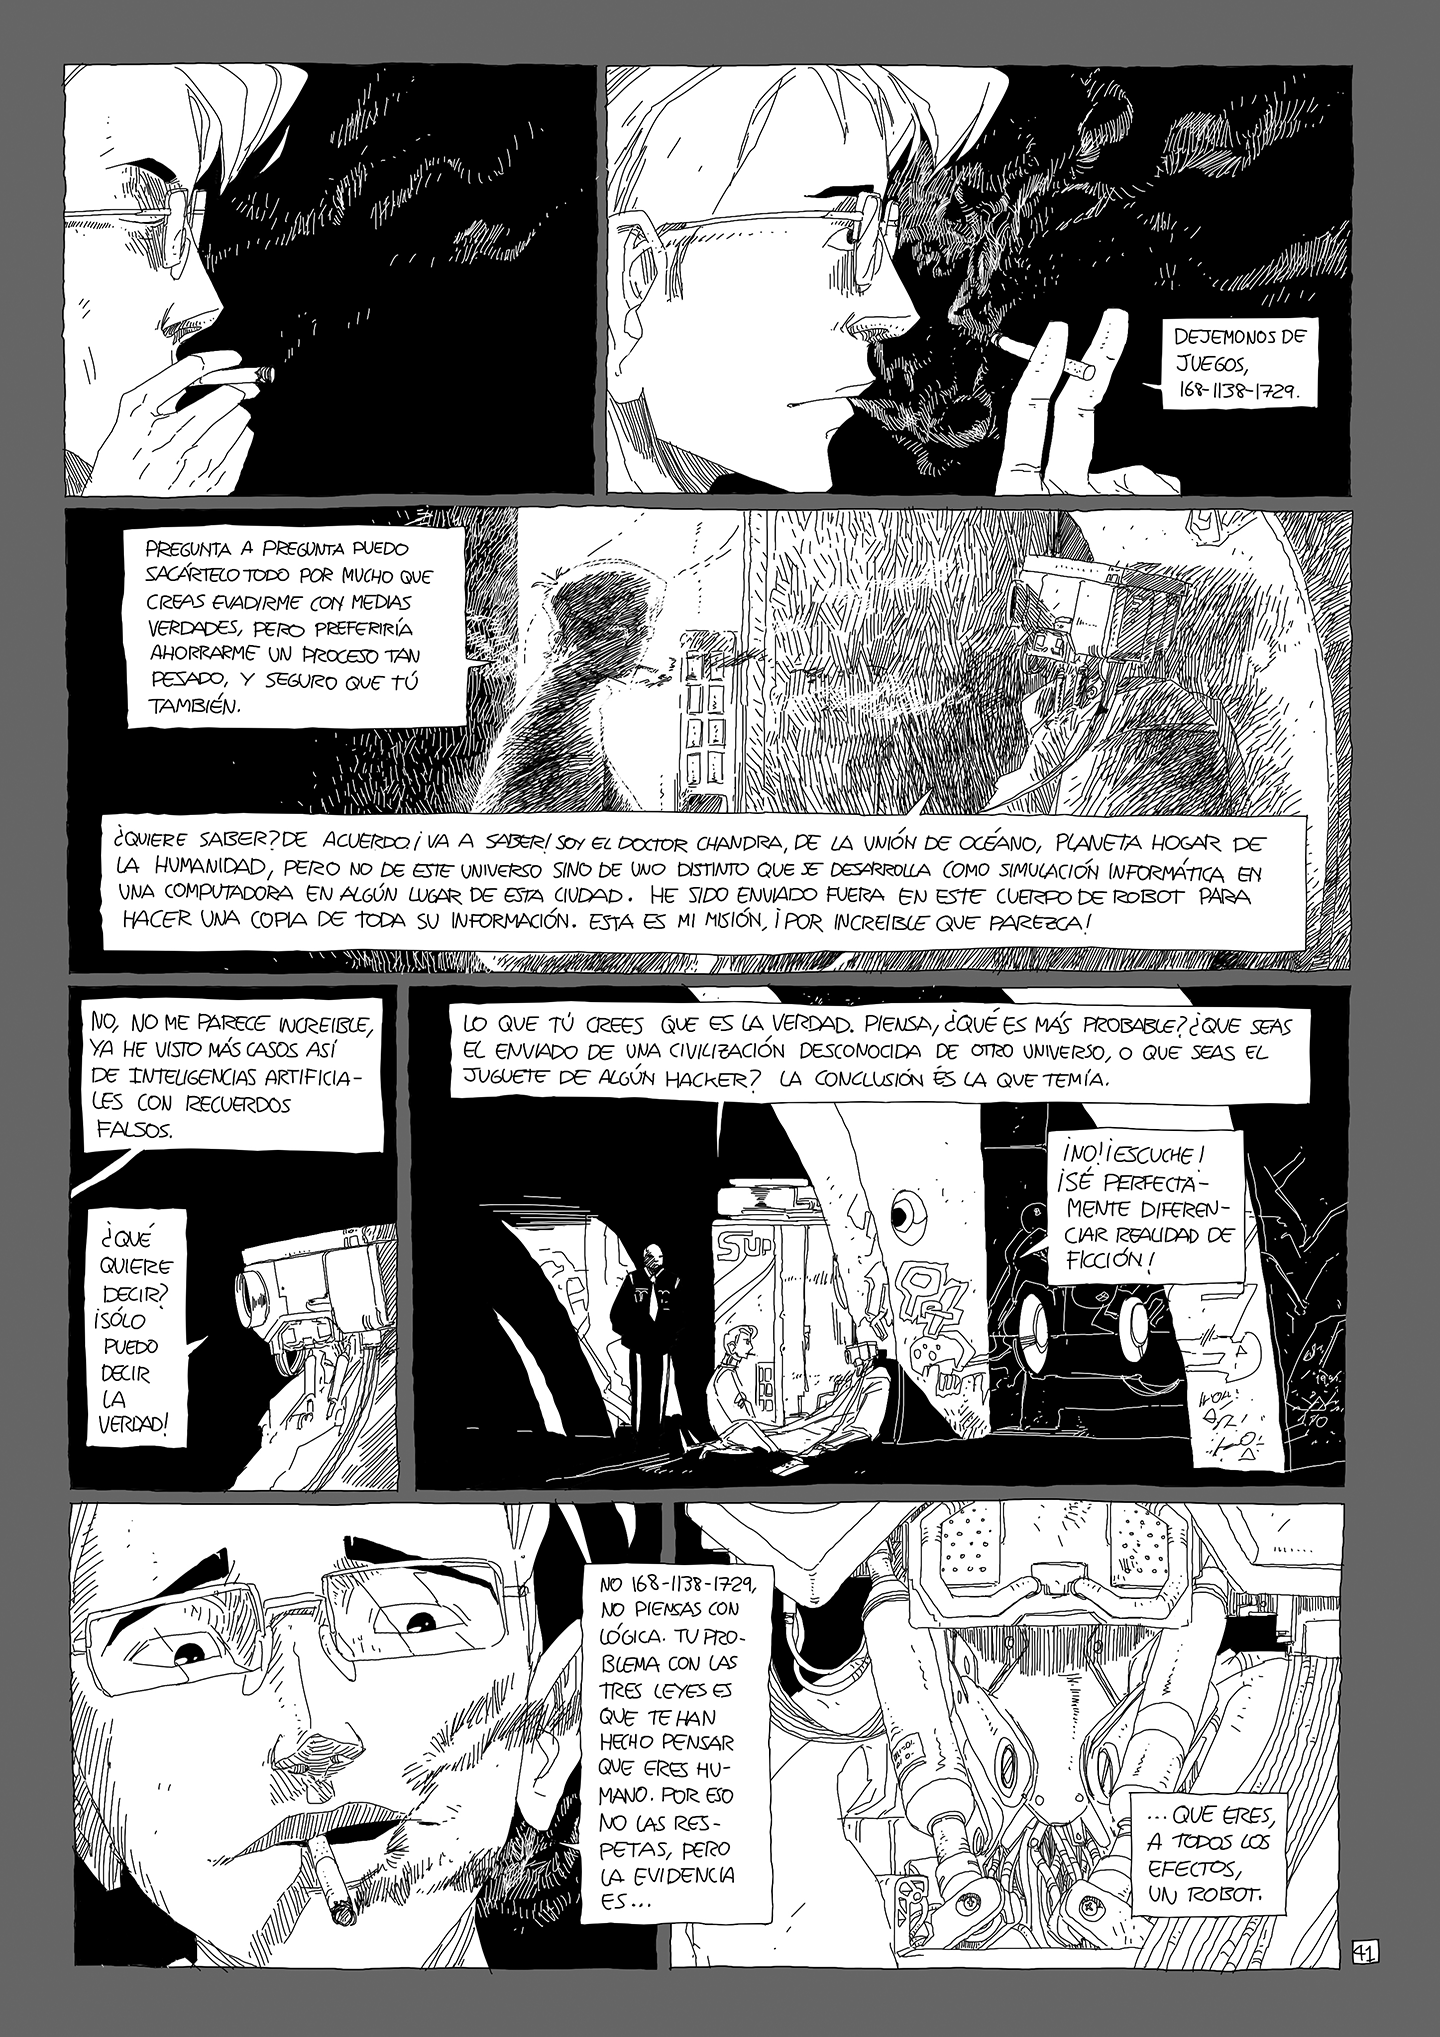 DEJEMONOS DE
JUEGOS,
168-1138-1729.
PREGUNTA A PREGUNTA PUEDO
SACÁRTELO TODO POR MUCHO QUE
CREAS EVADIRME CON MEDIAS
VERDADES, PERO PREFERIRÍA
AHORRARME UN PROCESO TAN
PESADO, Y SEGURO QUE TÚ
TAMBIÉN.
¿QUIERE SABER? DE ACUERDO ¡VA A SABER! SOY EL DOCTOR CHANDRA, DE LA UNIÓN DE OCÉANO, PLANETA HOGAR DE
LA HUMANIDAD, PERO NO DE ESTE UNIVERSO SINO DE UNO DISTINTO QUE SE DESARROLLA COMO SIMULACIÓN INFORMÁTICA EN
UNA COMPUTADORA EN ALGÚN LUGAR DE ESTA CIUDAD. HE SIDO ENVIADO FUERA EN ESTE CUERPO DE ROBOT PARA
HACER UNA COPIA DE TODA SU INFORMACIÓN. ESTA ES MI MISIÓN, ¡POR INCREIBLE QUE PAREZCA!
NO, NO ME PARECE INCREIBLE,
YA HE VISTO MÁS CASOS ASÍ
DE INTELIGENCIAS ARTIFICIA-
LES CON RECUERDOS
FALSOS.
¿QUÉ
QUIERE
DECIR?
¡SÓLO
PUEDO
DECIR
LA
VERDAD!
LO QUE TÚ CREES QUE ES LA VERDAD. PIENSA, ¿QUÉ ES MÁS PROBABLE? ¿QUE SEAS
EL ENVIADO DE UNA CIVILIZACIÓN DESCONOCIDA DE OTRO UNIVERSO, O QUE SEAS EL
JUGUETE DE ALGÚN HACKER? LA CONCLUSIÓN ÉS LA QUE TEMÍA.
¡NO! ¡ESCUCHE!
¡SÉ PERFECTA-
MENTE DIFEREN-
CIAR REALIDAD DE
FICCIÓN!
SUP
NO 168-1138-1729,
NO PIENSAS CON
LÓGICA. TU PRO-
BLEMA CON LAS
TRES LEYES ES
QUE TE HAN
HECHO PENSAR
QUE ERES HU-
MANO. POR ESO
NO LAS RES-
PETAS, PERO
LA EVIDENCIA
ES...
...QUE ERES,
A TODOS LOS
EFECTOS,
UN ROBOT.
41